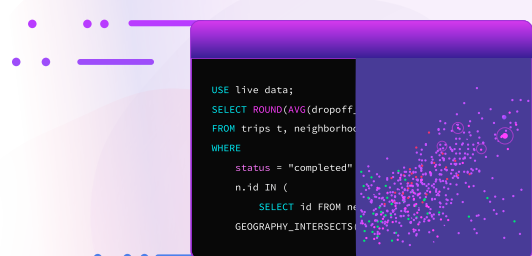 USE live data;
SELECT ROUND(AVG(dropoff_
FROM trips t, neighborhoo
WHERE
status = "completed"
n.id IN (
SELECT id FROM ne
GEOGRAPHY_INTERSECTS(